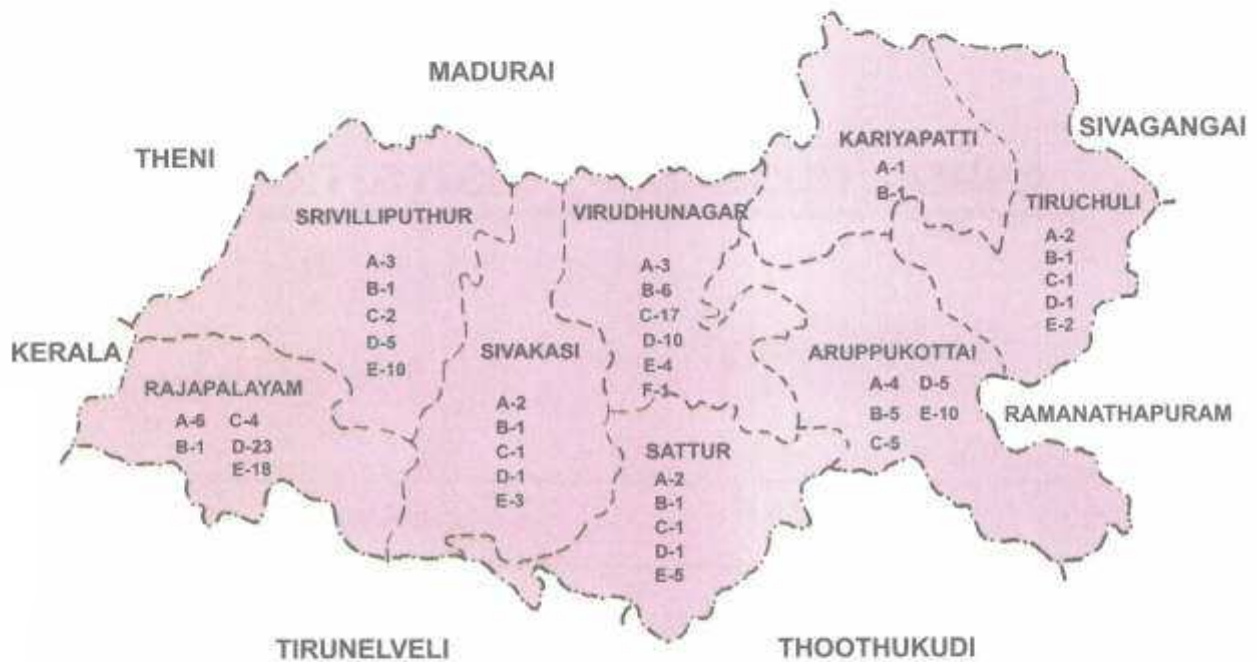 MADURAI
THENI
SIVAGANGAI
KERALA
RAMANATHAPURAM
TIRUNELVELI
THOOTHUKUDI
SRIVILLIPUTHUR
A-3
B-1
C-2
D-5
E-10
RAJAPALAYAM
A-6 C-4
B-1 D-23
E-18
SIVAKASI
A-2
B-1
C-1
D-1
E-3
VIRUDHUNAGAR
A-3
B-6
C-17
D-10
E-4
F-1
SATTUR
A-2
B-1
C-1
D-1
E-5
KARIYAPATTI
A-1
B-1
ARUPPUKOTTAI
A-4 D-5
B-5 E-10
C-5
TIRUCHULI
A-2
B-1
C-1
D-1
E-2